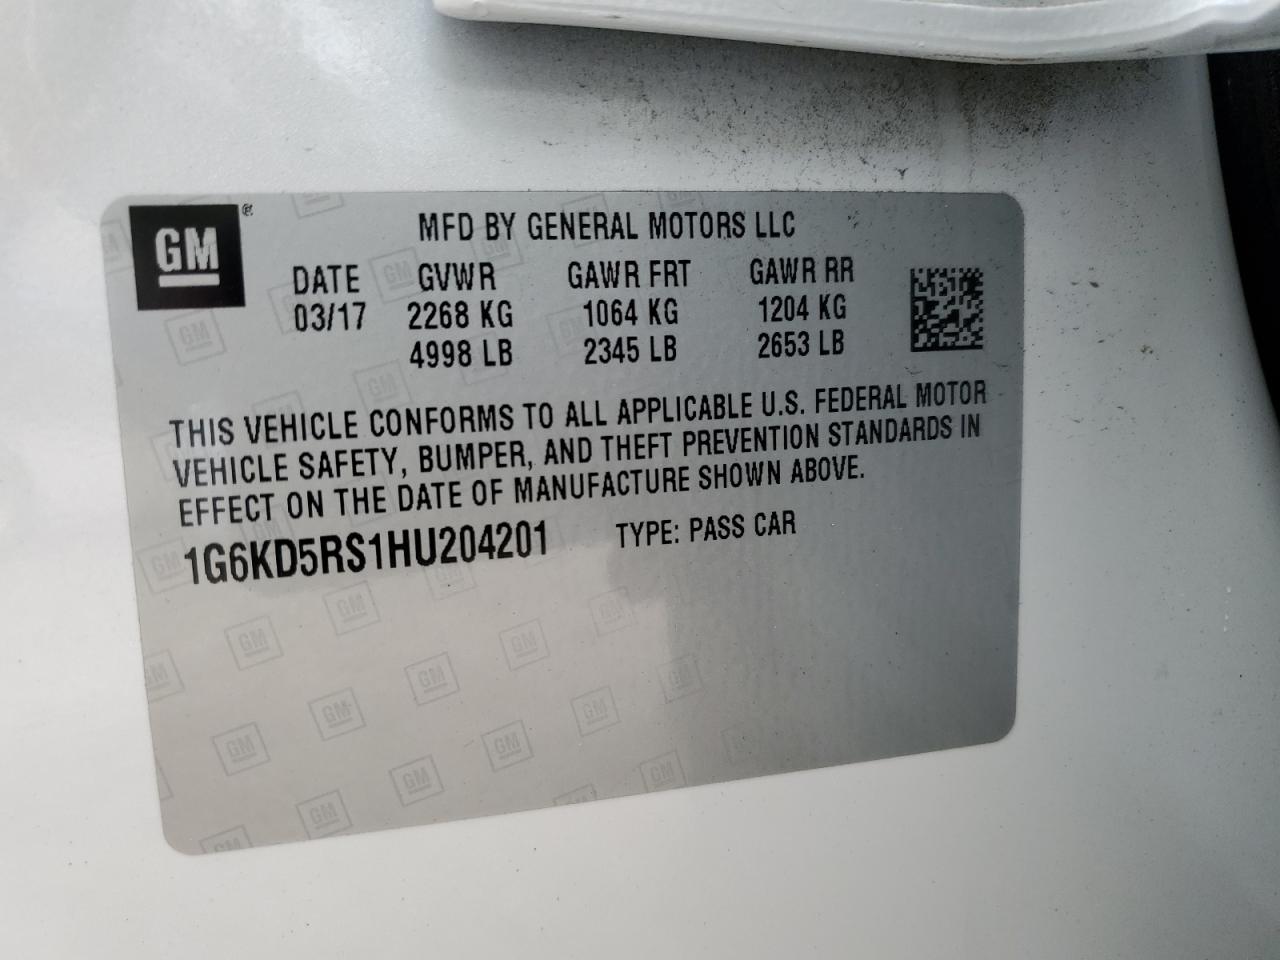 GM ®
MFD BY GENERAL MOTORS LLC
DATE GVWR GAWR FRT GAWR RR
03/17 2268 KG 1064 KG 1204 KG
4998 LB 2345 LB 2653 LB
THIS VEHICLE CONFORMS TO ALL APPLICABLE U.S. FEDERAL MOTOR
VEHICLE SAFETY, BUMPER, AND THEFT PREVENTION STANDARDS IN
EFFECT ON THE DATE OF MANUFACTURE SHOWN ABOVE.
1G6KD5RS1HU204201 TYPE: PASS CAR